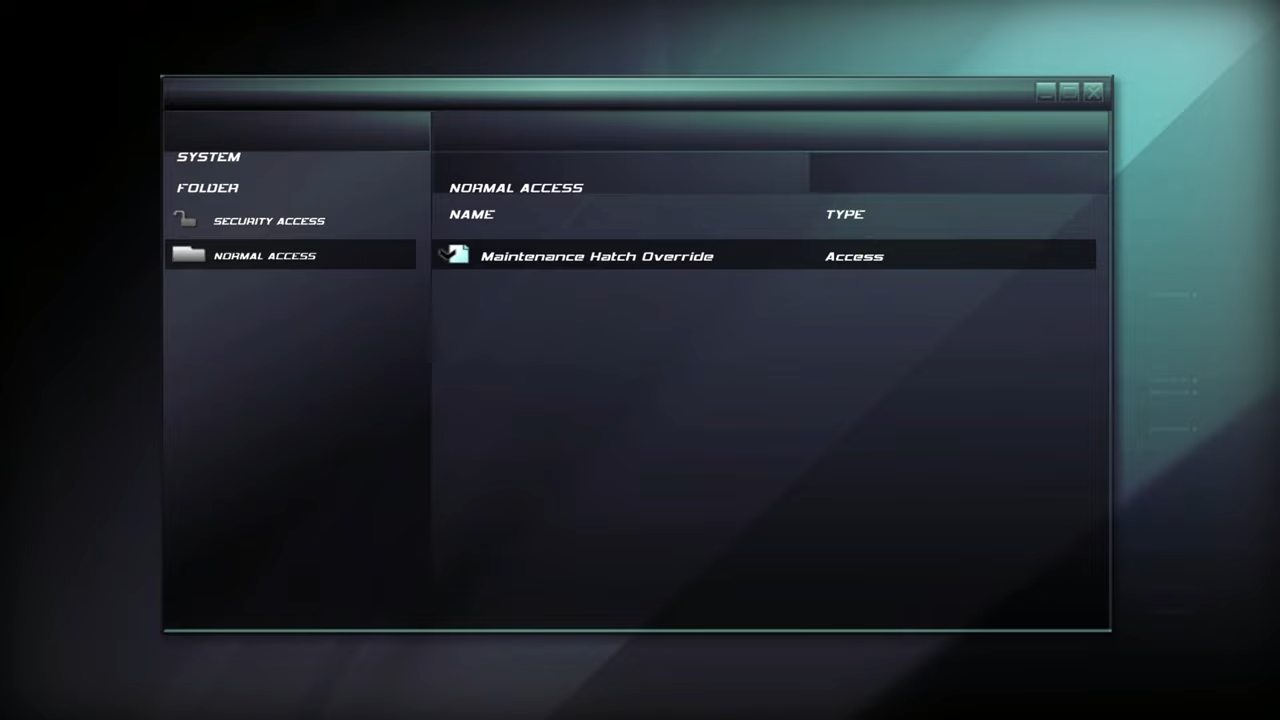 SYSTEM
FOLDER
SECURITY ACCESS
NORMAL ACCESS
NORMAL ACCESS
NAME TYPE
Maintenance Hatch Override Access